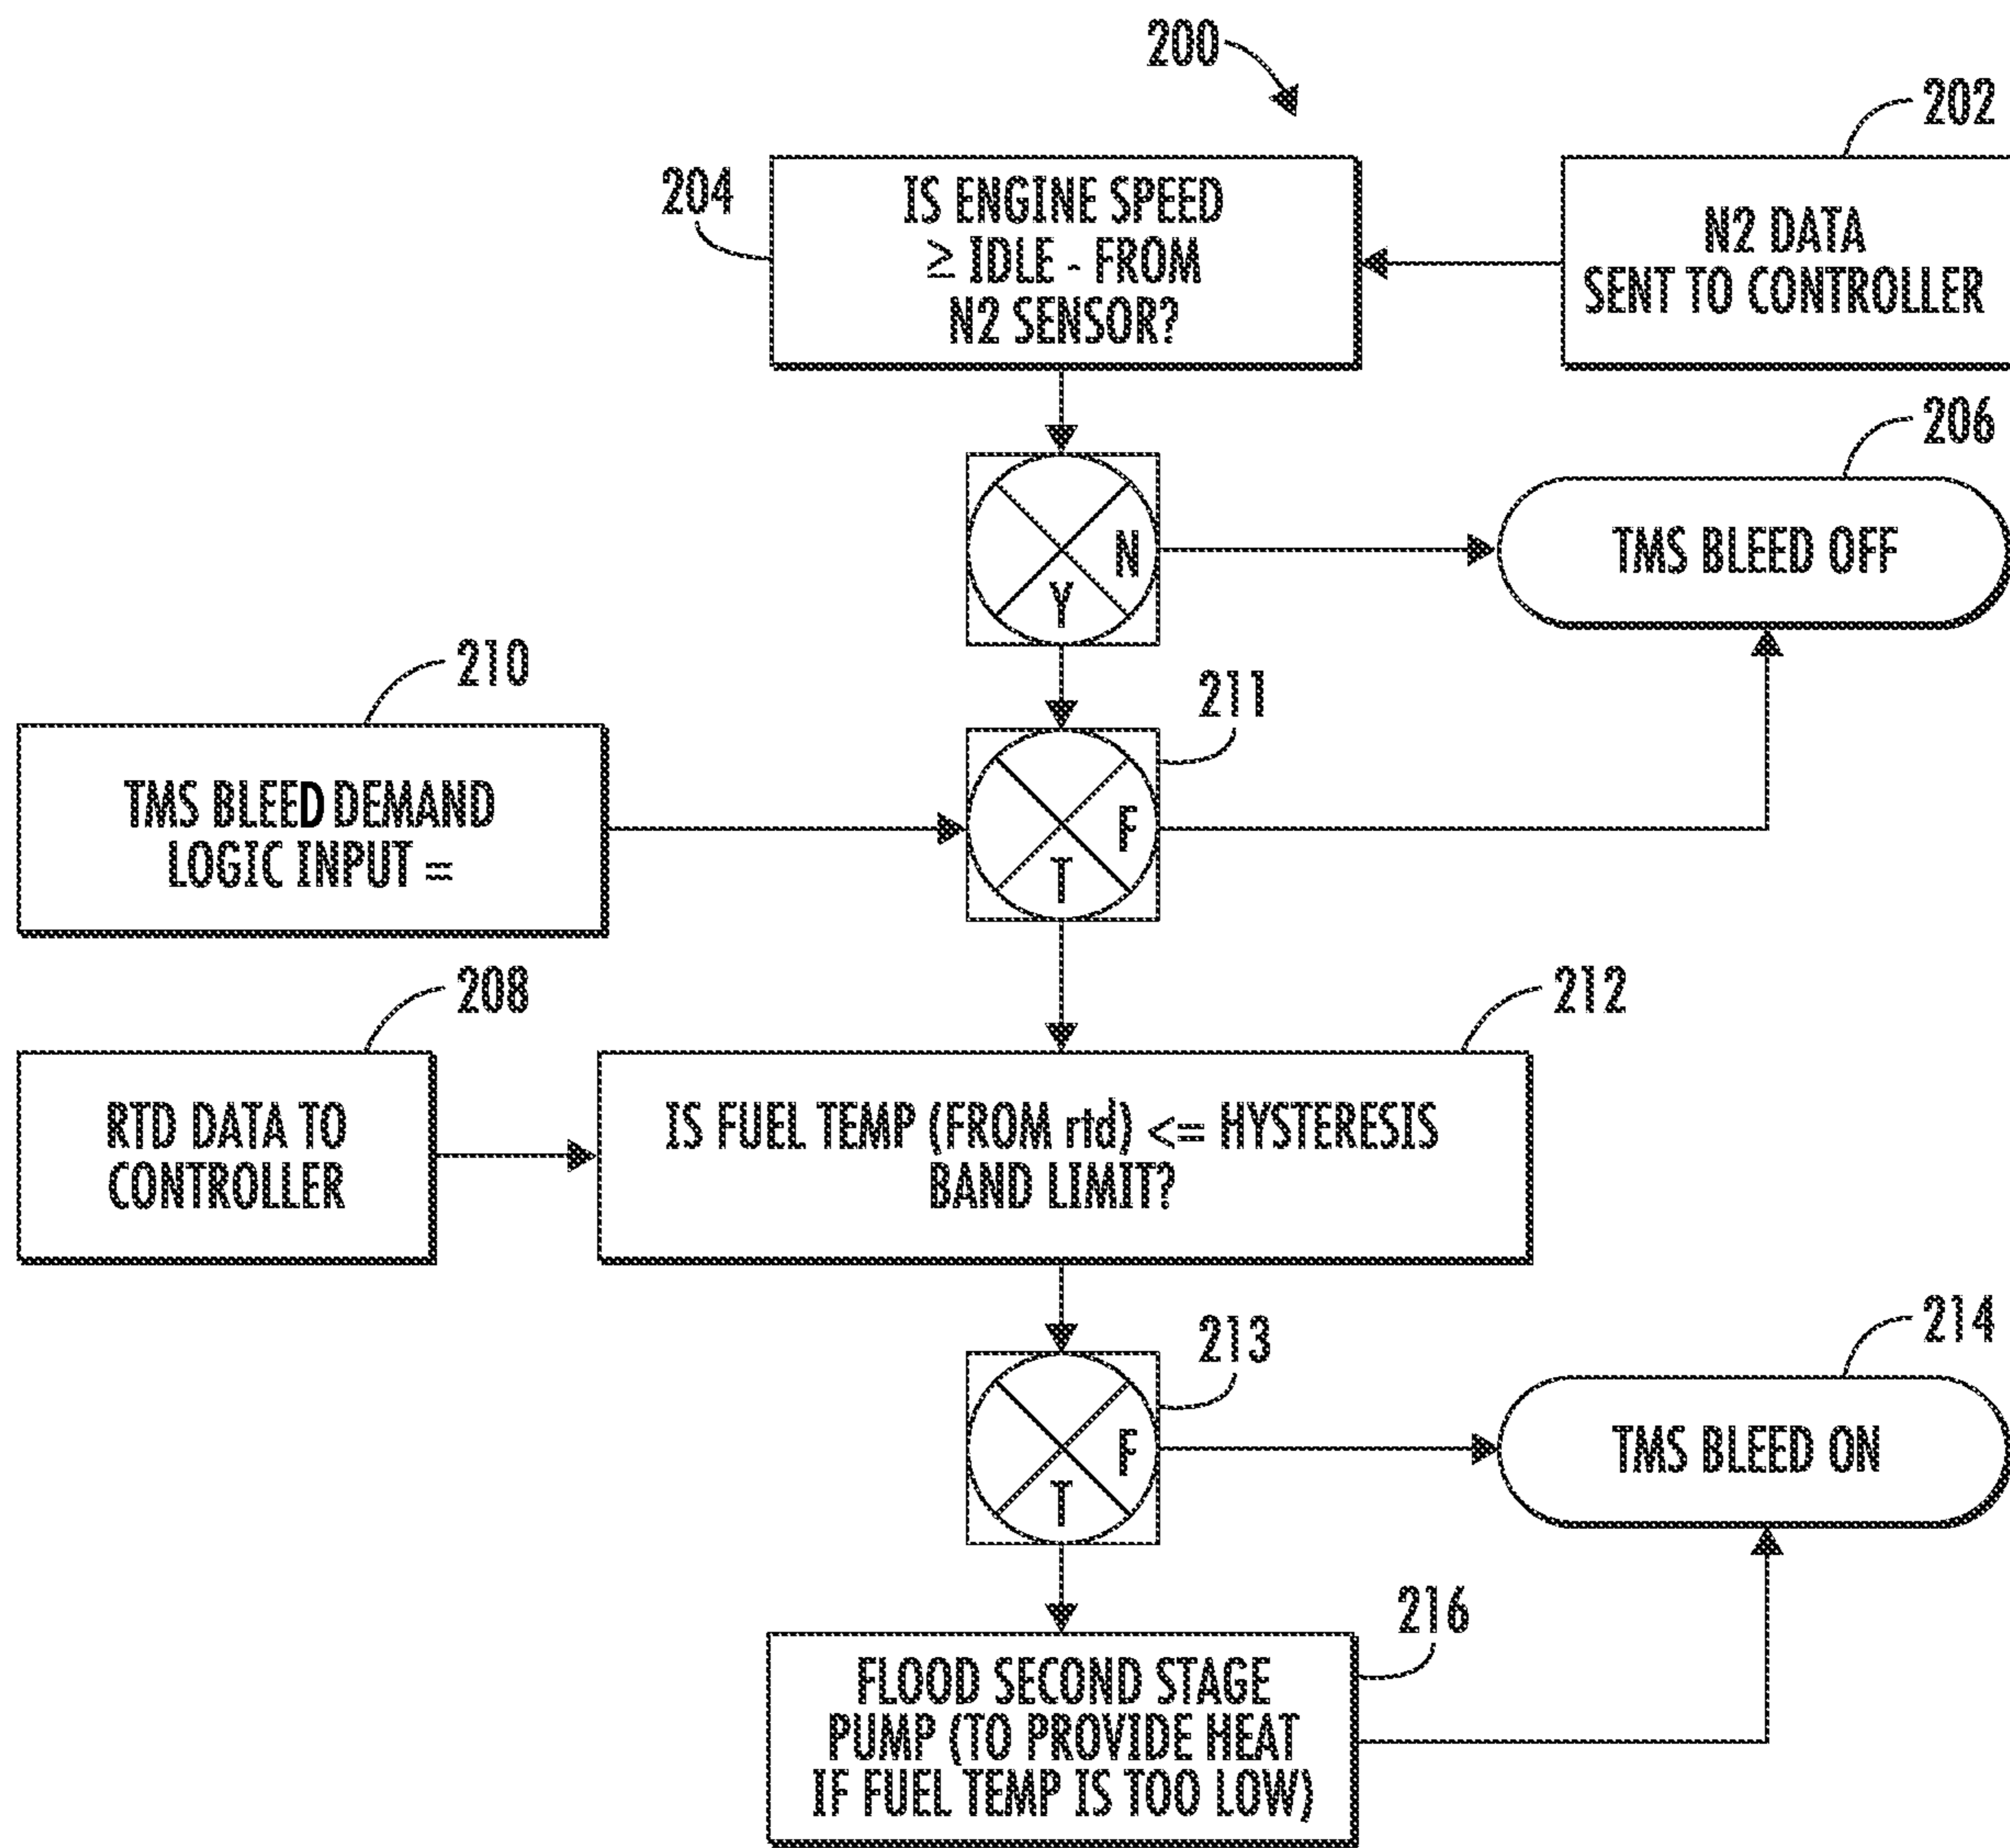 200
202
204
IS ENGINE SPEED
≥ IDLE - FROM
N2 SENSOR?
N2 DATA
SENT TO CONTROLLER
206
N
Y
TMS BLEED OFF
210
211
TMS BLEED DEMAND
LOGIC INPUT =
F
T
208
212
RTD DATA TO
CONTROLLER
IS FUEL TEMP (FROM rtd) <= HYSTERESIS
BAND LIMIT?
213
214
F
T
TMS BLEED ON
216
FLOOD SECOND STAGE
PUMP (TO PROVIDE HEAT
IF FUEL TEMP IS TOO LOW)